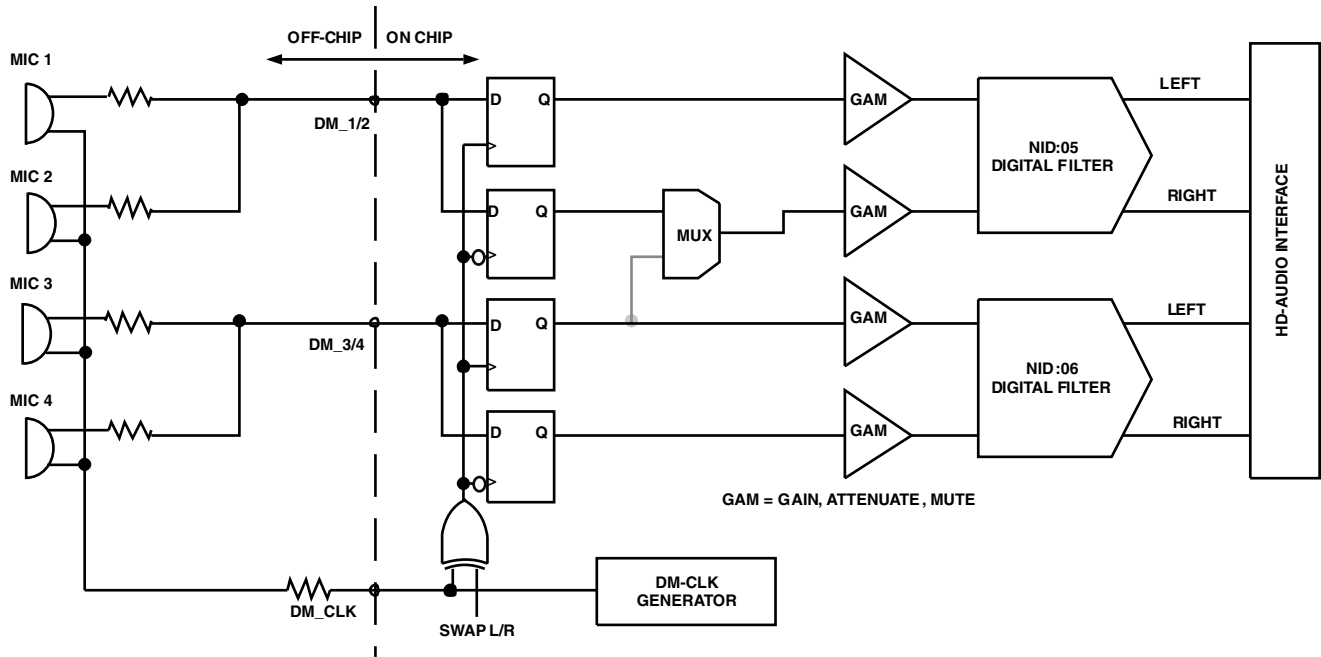 OFF-CHIP
ON CHIP
MIC 1
DM_1/2
D
Q
GAM
LEFT
NID:05
DIGITAL FILTER
MIC 2
D
Q
MUX
GAM
RIGHT
HD-AUDIO INTERFACE
MIC 3
DM_3/4
D
Q
GAM
LEFT
NID:06
DIGITAL FILTER
MIC 4
D
Q
GAM
RIGHT
GAM = GAIN, ATTENUATE, MUTE
DM_CLK
SWAP L/R
DM-CLK
GENERATOR